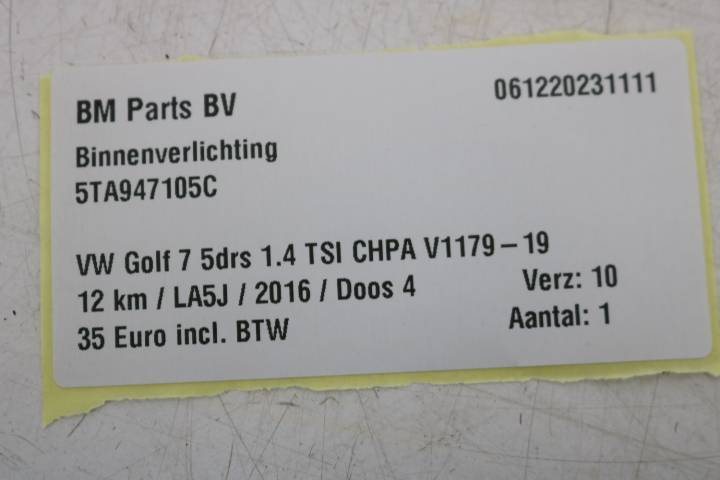 BM Parts BV
061220231111
Binnenverlichting
5TA947105C
VW Golf 7 5drs 1.4 TSI CHPA V1179-19
12 km / LA5J / 2016 / Doos 4
Verz: 10
35 Euro incl. BTW
Aantal: 1